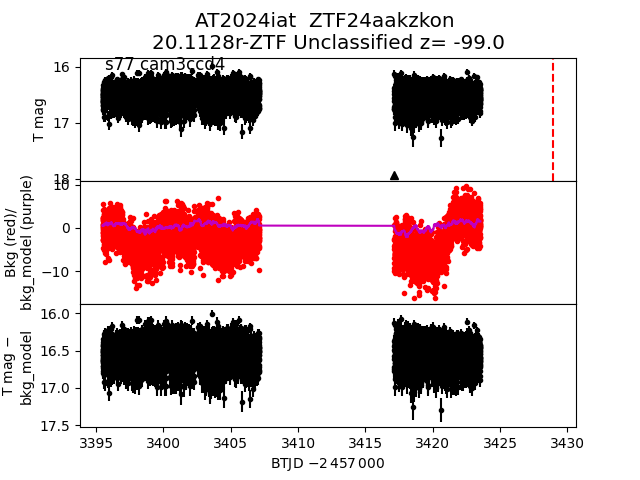 AT2024iat  ZTF24aakzkon
20.1128r-ZTF Unclassified z= -99.0
s77 cam3ccd4
16
17
18
T mag
10
0
−10
Bkg (red)/
bkg_model (purple)
16.0
16.5
17.0
17.5
T mag −
bkg_model
3395 3400 3405 3410 3415 3420 3425 3430
BTJD −2 457 000